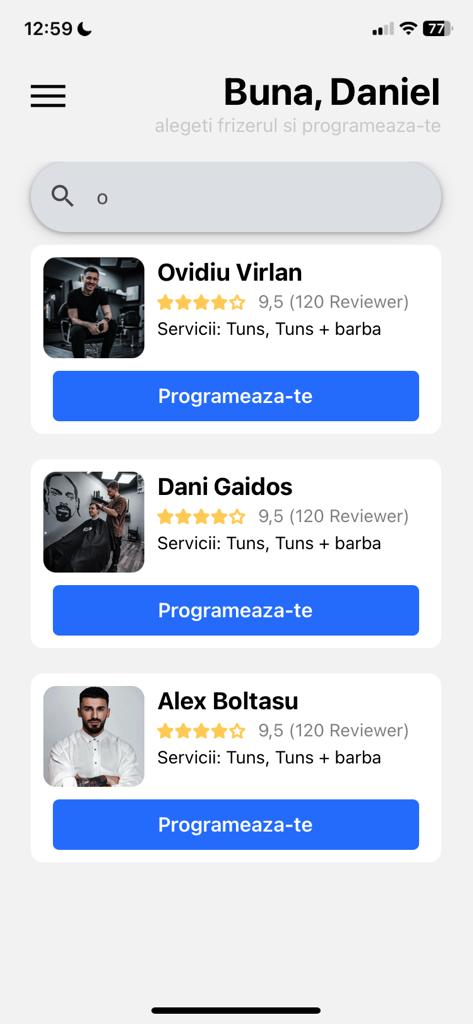 12:59
77
Buna, Daniel
alegeti frizerul si programeaza-te
o
Ovidiu Virlan
9,5 (120 Reviewer)
Servicii: Tuns, Tuns + barba
Programeaza-te
Dani Gaidos
9,5 (120 Reviewer)
Servicii: Tuns, Tuns + barba
Programeaza-te
Alex Boltasu
9,5 (120 Reviewer)
Servicii: Tuns, Tuns + barba
Programeaza-te